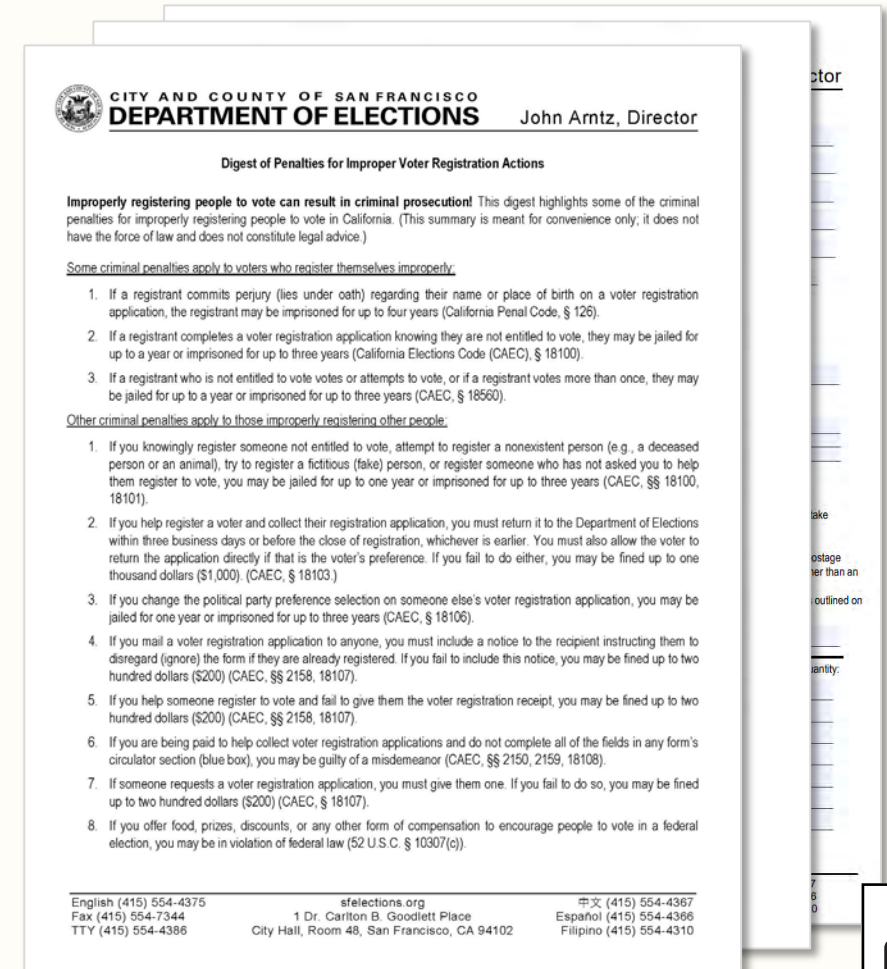 CITY AND COUNTY OF SAN FRANCISCO
DEPARTMENT OF ELECTIONS
John Arntz, Director
Digest of Penalties for Improper Voter Registration Actions
Improperly registering people to vote can result in criminal prosecution! This digest highlights some of the criminal
penalties for improperly registering people to vote in California. (This summary is meant for convenience only; it does not
have the force of law and does not constitute legal advice.)
Some criminal penalties apply to voters who register themselves improperly:
1. If a registrant commits perjury (lies under oath) regarding their name or place of birth on a voter registration
application, the registrant may be imprisoned for up to four years (California Penal Code, § 126).
2. If a registrant completes a voter registration application knowing they are not entitled to vote, they may be jailed for
up to a year or imprisoned for up to three years (California Elections Code (CAEC), § 18100).
3. If a registrant who is not entitled to vote votes or attempts to vote, or if a registrant votes more than once, they may
be jailed for up to a year or imprisoned for up to three years (CAEC, § 18560).
Other criminal penalties apply to those improperly registering other people:
1. If you knowingly register someone not entitled to vote, attempt to register a nonexistent person (e.g., a deceased
person or an animal), try to register a fictitious (fake) person, or register someone who has not asked you to help
them register to vote, you may be jailed for up to one year or imprisoned for up to three years (CAEC, §§ 18100,
18101).
2. If you help register a voter and collect their registration application, you must return it to the Department of Elections
within three business days or before the close of registration, whichever is earlier. You must also allow the voter to
return the application directly if that is the voter's preference. If you fail to do either, you may be fined up to one
thousand dollars ($1,000). (CAEC, § 18103.)
3. If you change the political party preference selection on someone else's voter registration application, you may be
jailed for one year or imprisoned for up to three years (CAEC, § 18106).
4. If you mail a voter registration application to anyone, you must include a notice to the recipient instructing them to
disregard (ignore) the form if they are already registered. If you fail to include this notice, you may be fined up to two
hundred dollars ($200) (CAEC, §§ 2158, 18107).
5. If you help someone register to vote and fail to give them the voter registration receipt, you may be fined up to two
hundred dollars ($200) (CAEC, §§ 2158, 18107).
6. If you are being paid to help collect voter registration applications and do not complete all of the fields in any form's
circulator section (blue box), you may be guilty of a misdemeanor (CAEC, §§ 2150, 2159, 18108).
7. If someone requests a voter registration application, you must give them one. If you fail to do so, you may be fined
up to two hundred dollars ($200) (CAEC, § 18107).
8. If you offer food, prizes, discounts, or any other form of compensation to encourage people to vote in a federal
election, you may be in violation of federal law (52 U.S.C. § 10307(c)).
English (415) 554-4375
Fax (415) 554-7344
TTY (415) 554-4386
sfelections.org
1 Dr. Carlton B. Goodlett Place
City Hall, Room 48, San Francisco, CA 94102
中文 (415) 554-4367
Español (415) 554-4366
Filipino (415) 554-4310
ctor
take
ostage
her than an
outlined on
antity:
7
6
0